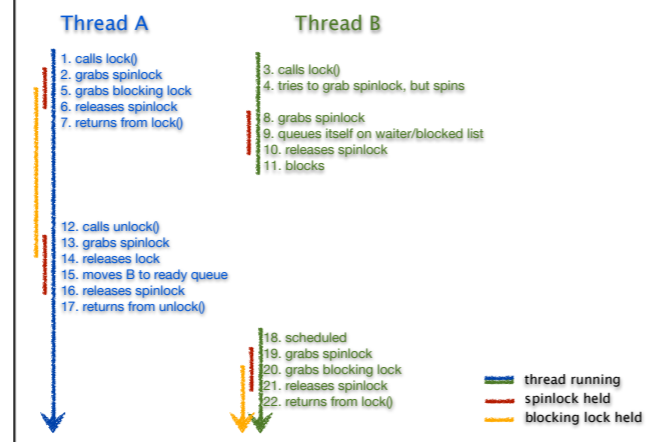 Thread A
1. calls lock()
2. grabs spinlock
5. grabs blocking lock
6. releases spinlock
7. returns from lock()
12. calls unlock()
13. grabs spinlock
14. releases lock
15. moves B to ready queue
16. releases spinlock
17. returns from unlock()
Thread B
3. calls lock()
4. tries to grab spinlock, but spins
8. grabs spinlock
9. queues itself on waiter/blocked list
10. releases spinlock
11. blocks
18. scheduled
19. grabs spinlock
20. grabs blocking lock
21. releases spinlock
22. returns from lock()
thread running
spinlock held
blocking lock held